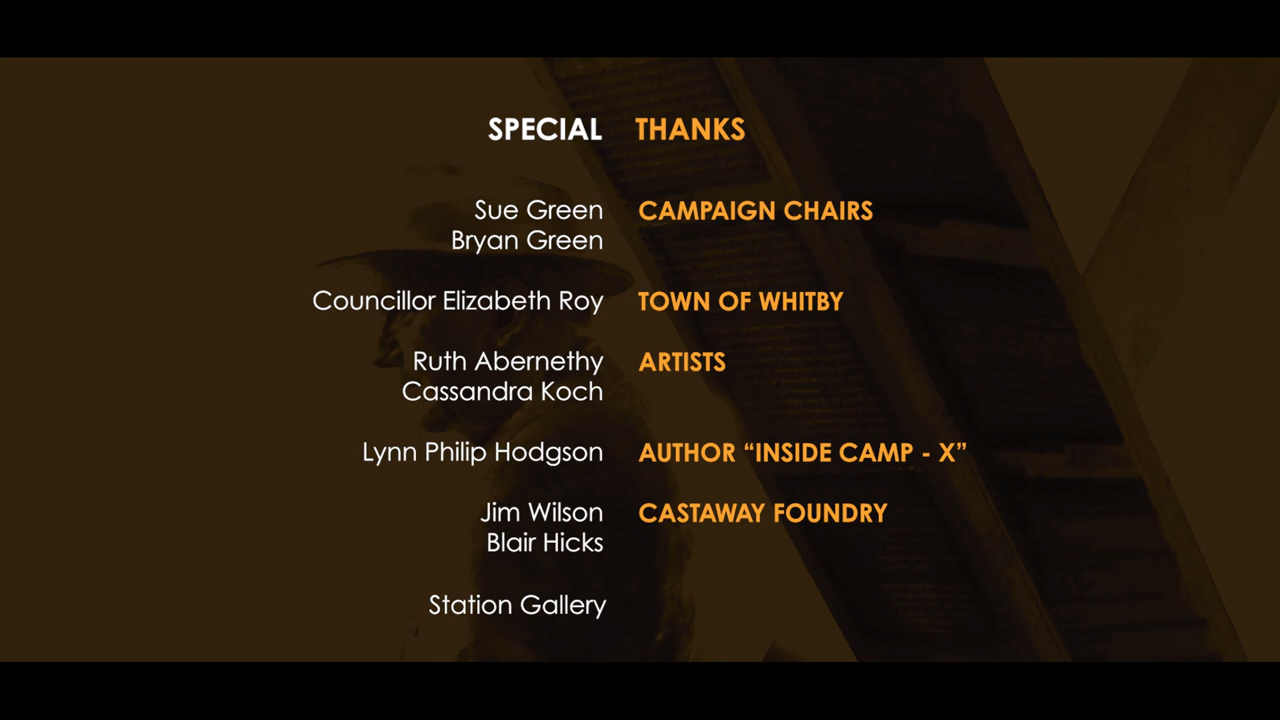 SPECIAL THANKS
Sue Green CAMPAIGN CHAIRS
Bryan Green
Councillor Elizabeth Roy TOWN OF WHITBY
Ruth Abernethy ARTISTS
Cassandra Koch
Lynn Philip Hodgson AUTHOR “INSIDE CAMP - X”
Jim Wilson CASTAWAY FOUNDRY
Blair Hicks
Station Gallery